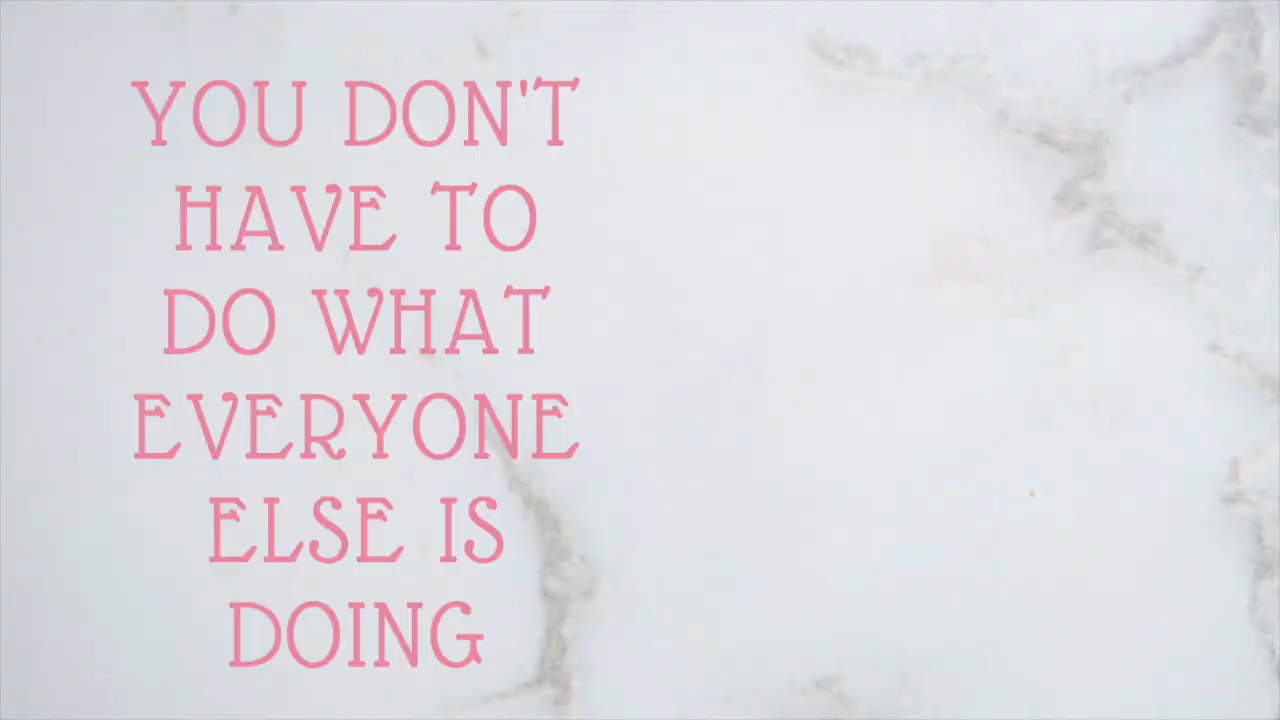 YOU DON'T
HAVE TO
DO WHAT
EVERYONE
ELSE IS
DOING